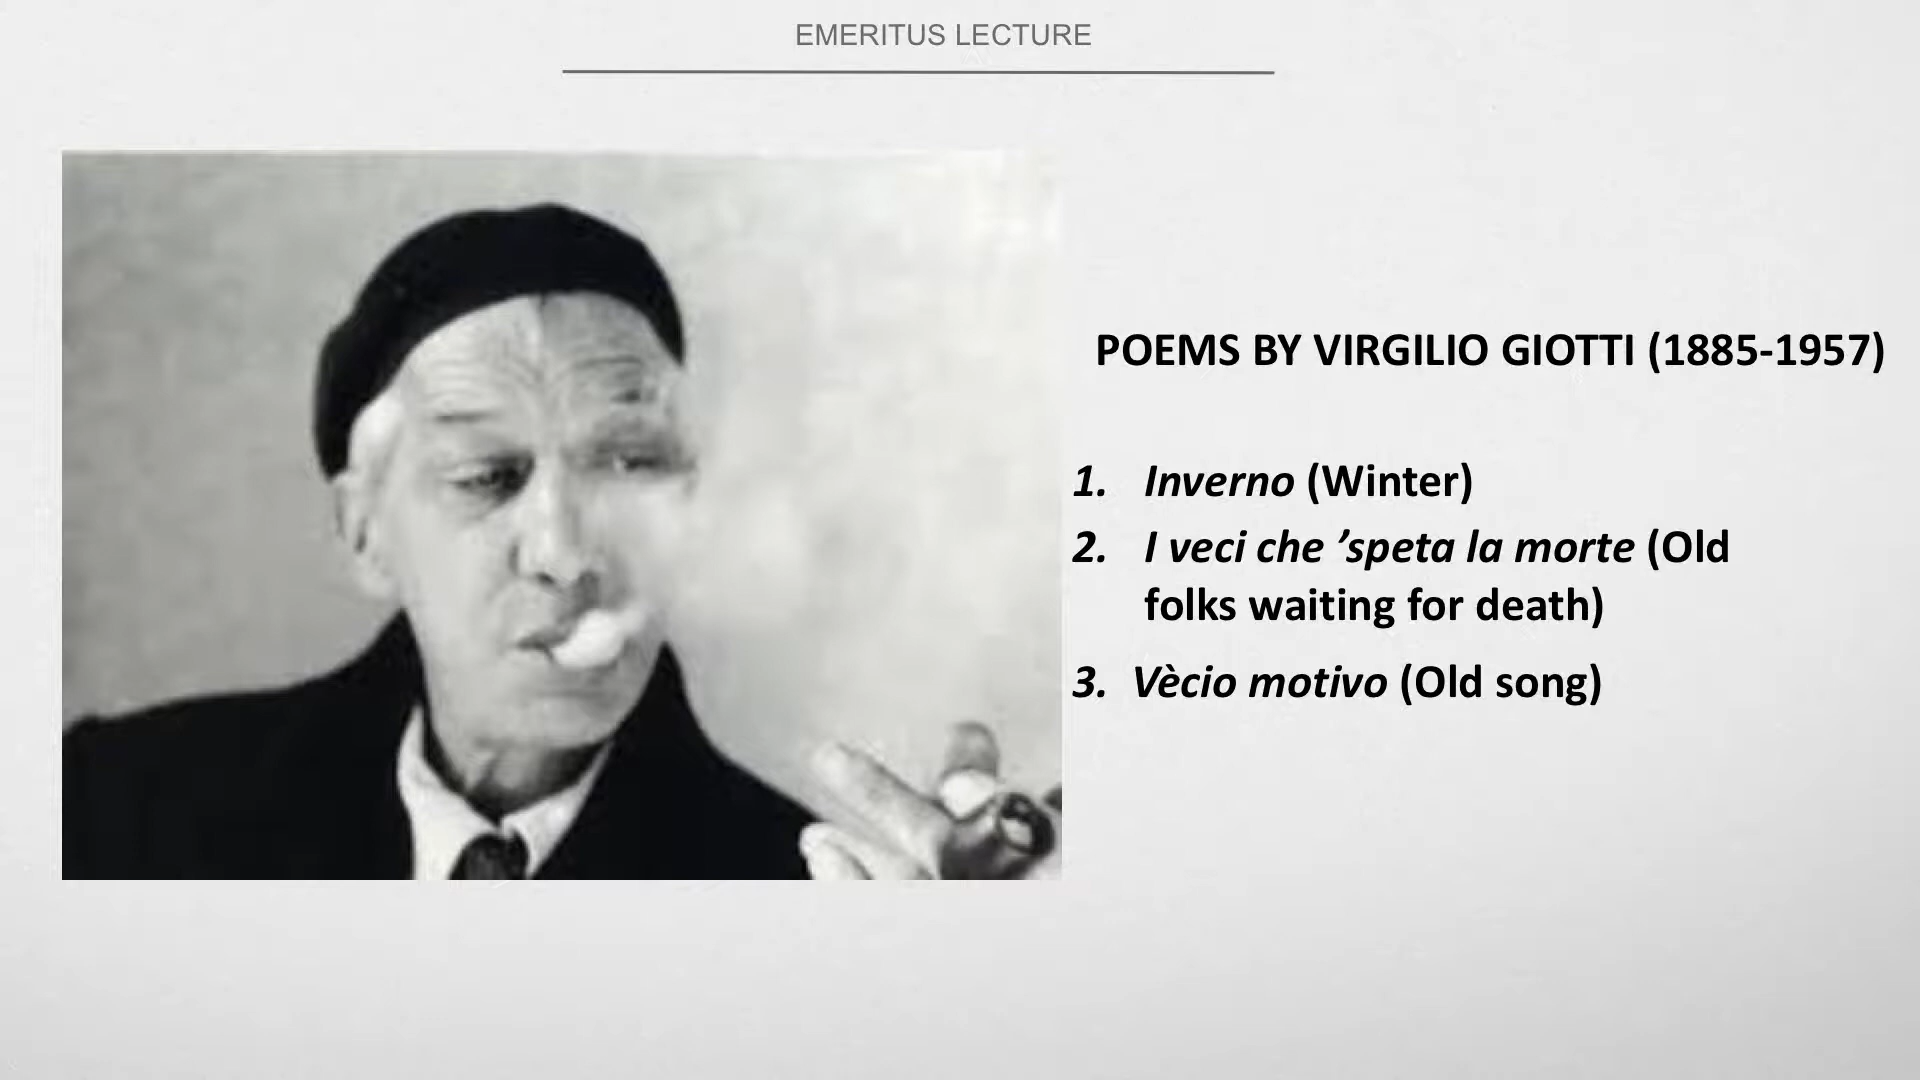 EMERITUS LECTURE
POEMS BY VIRGILIO GIOTTI (1885-1957)
1. Inverno (Winter)
2. I veci che ’speta la morte (Old
folks waiting for death)
3. Vècio motivo (Old song)